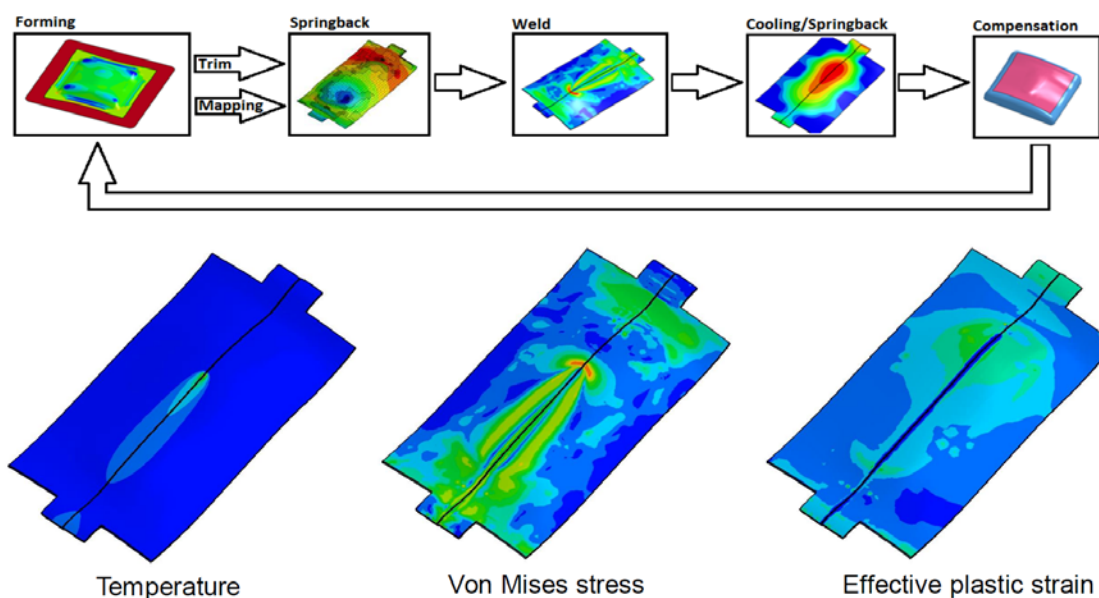 Forming
Springback
Weld
Cooling/Springback
Compensation
Trim
Mapping
Temperature
Von Mises stress
Effective plastic strain